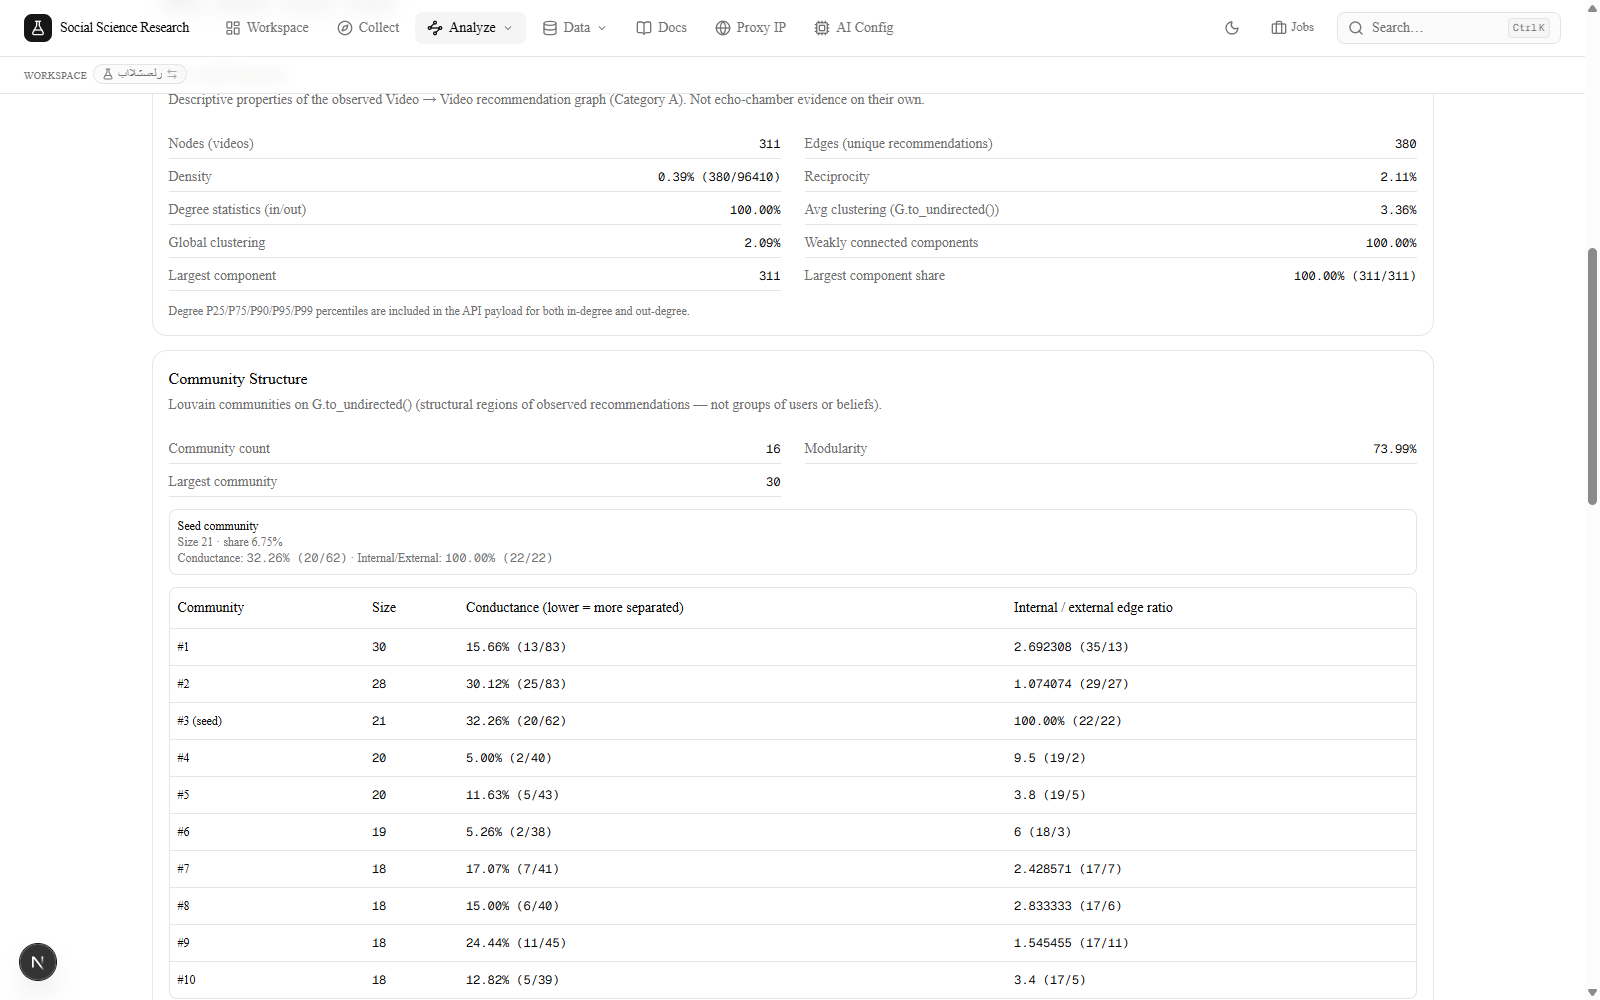 Social Science Research
Workspace
Collect
Analyze
Data
Docs
Proxy IP
AI Config
Jobs
Search...
Ctrl K
WORKSPACE
Descriptive properties of the observed Video → Video recommendation graph (Category A). Not echo-chamber evidence on their own.
Nodes (videos) 311
Edges (unique recommendations) 380
Density 0.39% (380/96410)
Reciprocity 2.11%
Degree statistics (in/out) 100.00%
Avg clustering (G.to_undirected()) 3.36%
Global clustering 2.09%
Weakly connected components 100.00%
Largest component 311
Largest component share 100.00% (311/311)
Degree P25/P75/P90/P95/P99 percentiles are included in the API payload for both in-degree and out-degree.
Community Structure
Louvain communities on G.to_undirected() (structural regions of observed recommendations — not groups of users or beliefs).
Community count 16
Modularity 73.99%
Largest community 30
Seed community
Size 21 · share 6.75%
Conductance: 32.26% (20/62) · Internal/External: 100.00% (22/22)
Community Size Conductance (lower = more separated) Internal / external edge ratio
#1 30 15.66% (13/83) 2.692308 (35/13)
#2 28 30.12% (25/83) 1.074074 (29/27)
#3 (seed) 21 32.26% (20/62) 100.00% (22/22)
#4 20 5.00% (2/40) 9.5 (19/2)
#5 20 11.63% (5/43) 3.8 (19/5)
#6 19 5.26% (2/38) 6 (18/3)
#7 18 17.07% (7/41) 2.428571 (17/7)
#8 18 15.00% (6/40) 2.833333 (17/6)
#9 18 24.44% (11/45) 1.545455 (17/11)
#10 18 12.82% (5/39) 3.4 (17/5)
N